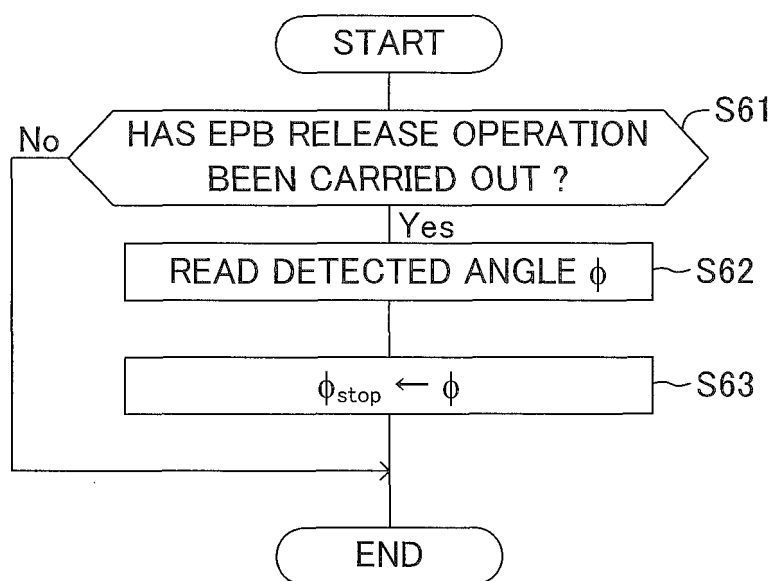 START
HAS EPB RELEASE OPERATION
BEEN CARRIED OUT ?
S61
No
Yes
READ DETECTED ANGLE ϕ
S62
ϕstop ← ϕ
S63
END